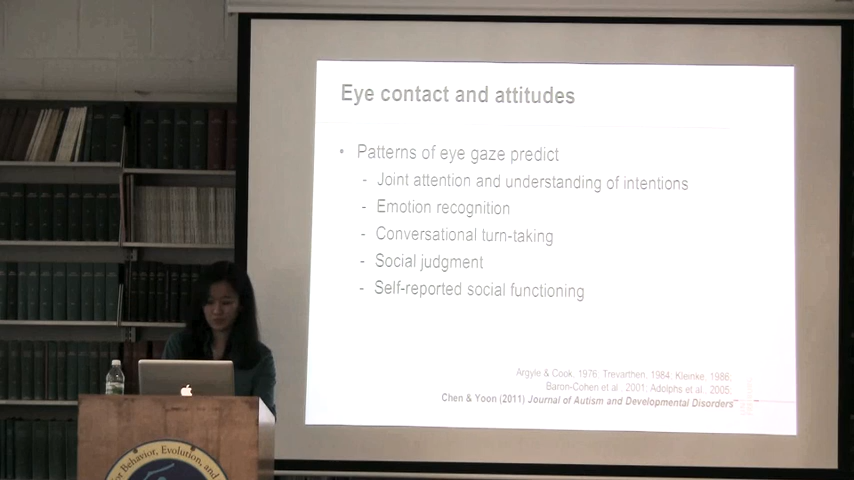 Eye contact and attitudes
• Patterns of eye gaze predict
- Joint attention and understanding of intentions
- Emotion recognition
- Conversational turn-taking
- Social judgment
- Self-reported social functioning
Argyle & Cook, 1976; Trevarthen, 1984; Kleinke, 1986;
Baron-Cohen et al., 2001; Adolphs et al., 2005;
Chen & Yoon (2011) Journal of Autism and Developmental Disorders
for Behavior, Evolution, and